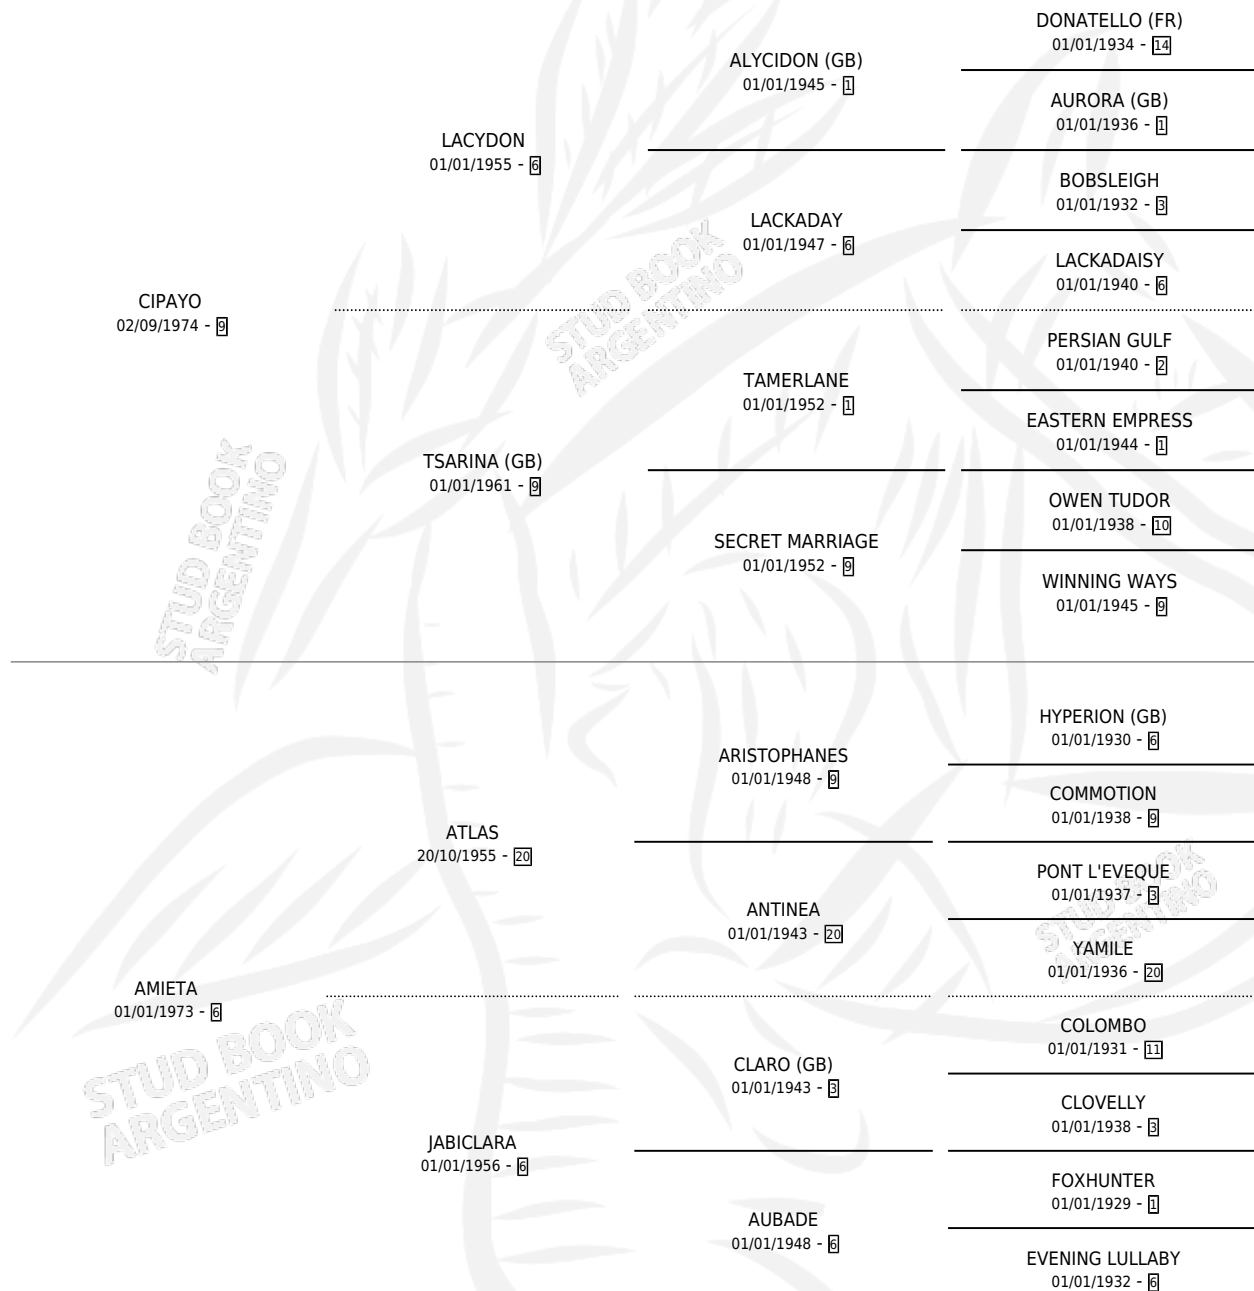 CIPAYO
02/09/1974 - 9
LACYDON
01/01/1955 - 6
ALYCIDON (GB)
01/01/1945 - 1
DONATELLO (FR)
01/01/1934 - 14
AURORA (GB)
01/01/1936 - 1
LACKADAY
01/01/1947 - 6
BOBSLEIGH
01/01/1932 - 3
LACKADAISY
01/01/1940 - 6
TSARINA (GB)
01/01/1961 - 9
TAMERLANE
01/01/1952 - 1
PERSIAN GULF
01/01/1940 - 2
EASTERN EMPRESS
01/01/1944 - 1
SECRET MARRIAGE
01/01/1952 - 9
OWEN TUDOR
01/01/1938 - 10
WINNING WAYS
01/01/1945 - 9
AMIETA
01/01/1973 - 6
ATLAS
20/10/1955 - 20
ARISTOPHANES
01/01/1948 - 9
HYPERION (GB)
01/01/1930 - 6
COMMOTION
01/01/1938 - 9
ANTINEA
01/01/1943 - 20
PONT L'EVEQUE
01/01/1937 - 3
YAMILE
01/01/1936 - 20
JABICLARA
01/01/1956 - 6
CLARO (GB)
01/01/1943 - 3
COLOMBO
01/01/1931 - 11
CLOVELLY
01/01/1938 - 3
AUBADE
01/01/1948 - 6
FOXHUNTER
01/01/1929 - 1
EVENING LULLABY
01/01/1932 - 6
STUD BOOK
ARGENTINO
STUD BOOK
ARGENTINO
STUD BOOK
ARGENTINO
STUD BOOK
ARGENTINO